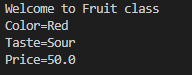 Welcome to Fruit class
Color=Red
Taste=Sour
Price=50.0